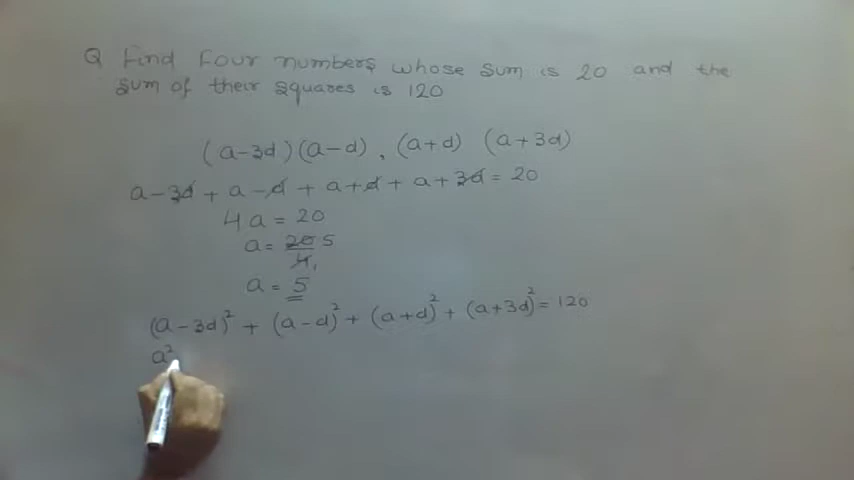 Q Find Four numbers whose sum is 20 and the
sum of their squares is 120
(a-3d)(a-d), (a+d) (a+3d)
a-3d + a-d + a+d + a+3d = 20
4a = 20
a = 20/4 5 1
a = 5
(a-3d)² + (a-d)² + (a+d)² + (a+3d)² = 120
a²